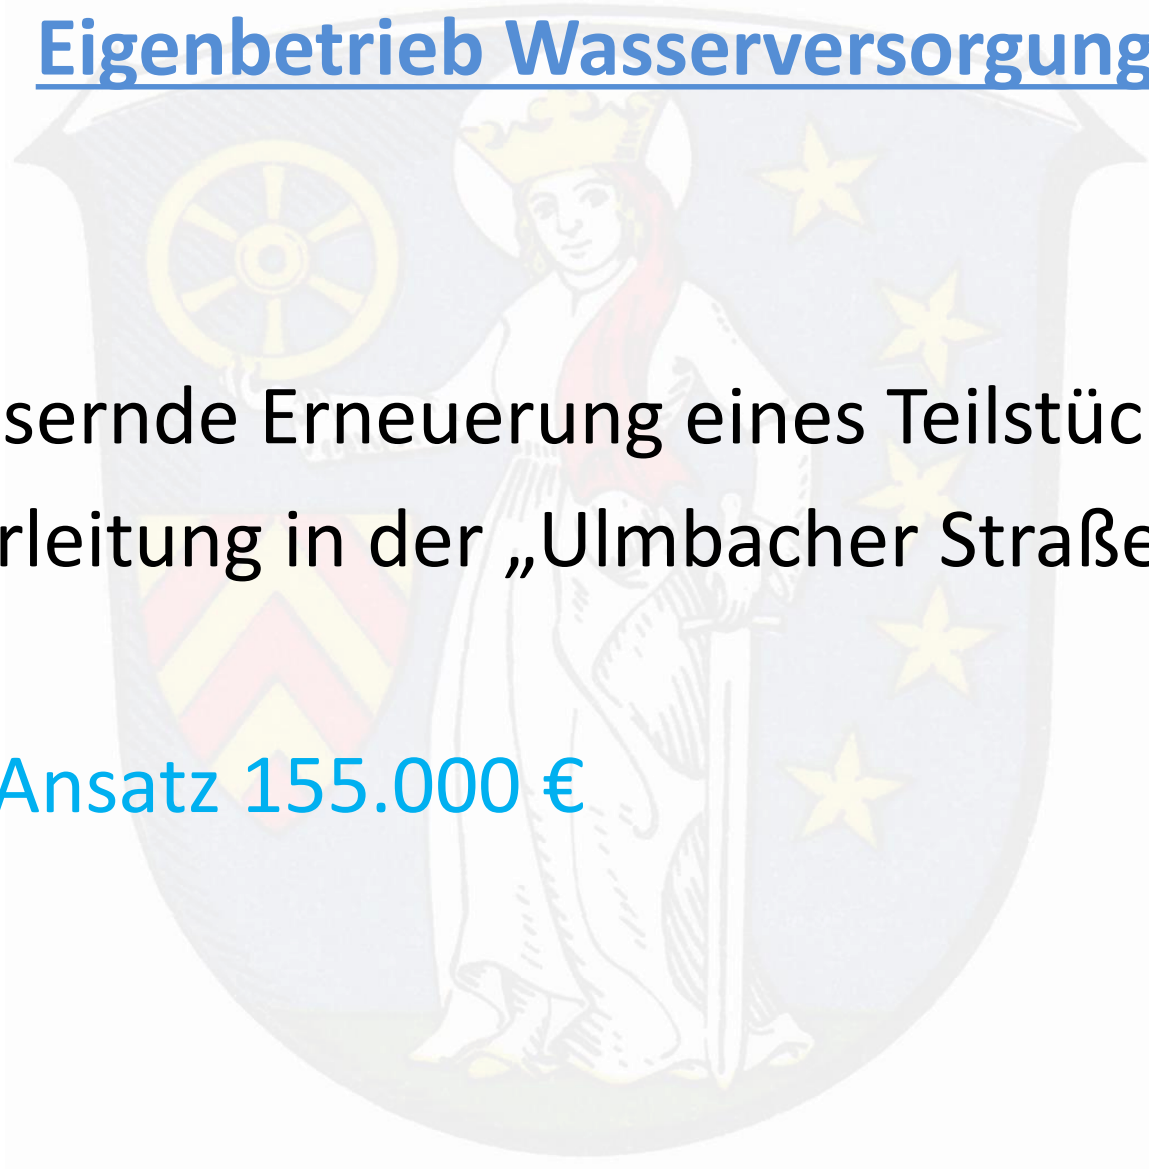 Eigenbetrieb Wasserversorgung
sernde Erneuerung eines Teilstüc
rleitung in der „Ulmbacher Straße
Ansatz 155.000 €